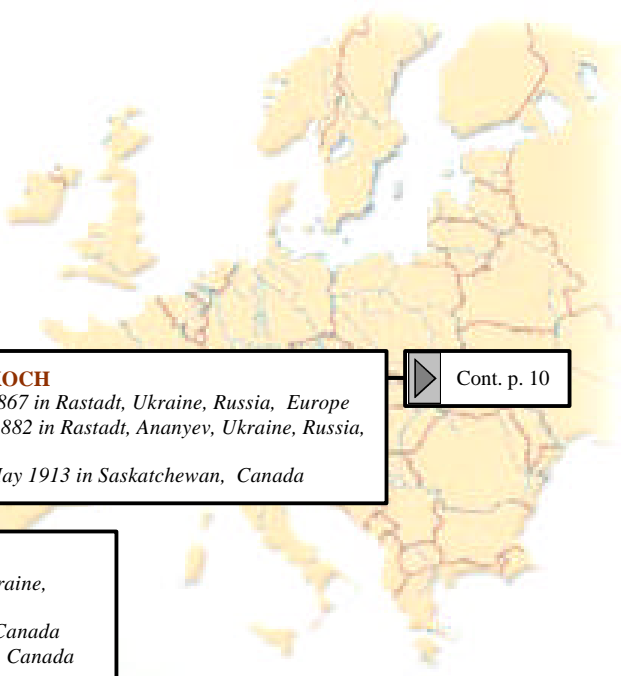 KOCH
867 in Rastadt, Ukraine, Russia, Europe
882 in Rastadt, Ananyev, Ukraine, Russia,
May 1913 in Saskatchewan, Canada
Cont. p. 10
raine,
Canada
, Canada